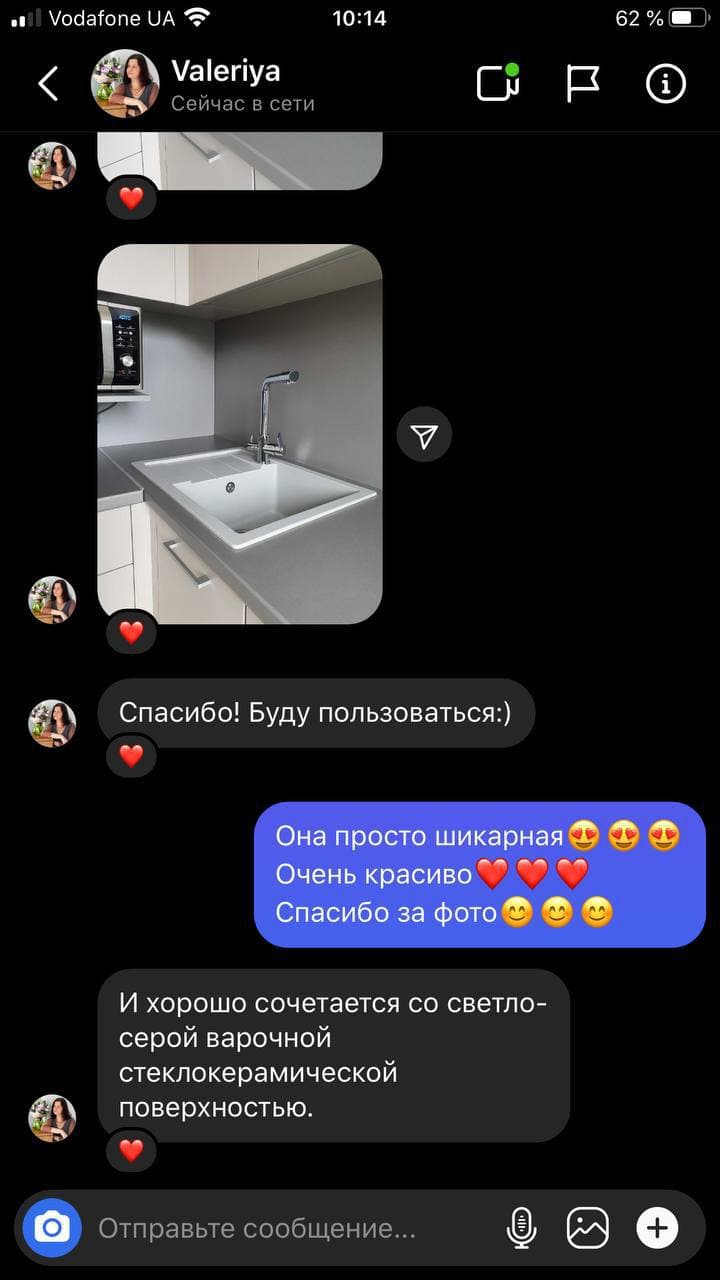 Vodafone UA 10:14 62 %
Valeriya
Сейчас в сети
Спасибо! Буду пользоваться:)
Она просто шикарная😍😍😍
Очень красиво❤️❤️❤️
Спасибо за фото😊😊😊
И хорошо сочетается со светло-
серой варочной
стеклокерамической
поверхностью.
Отправьте сообщение...